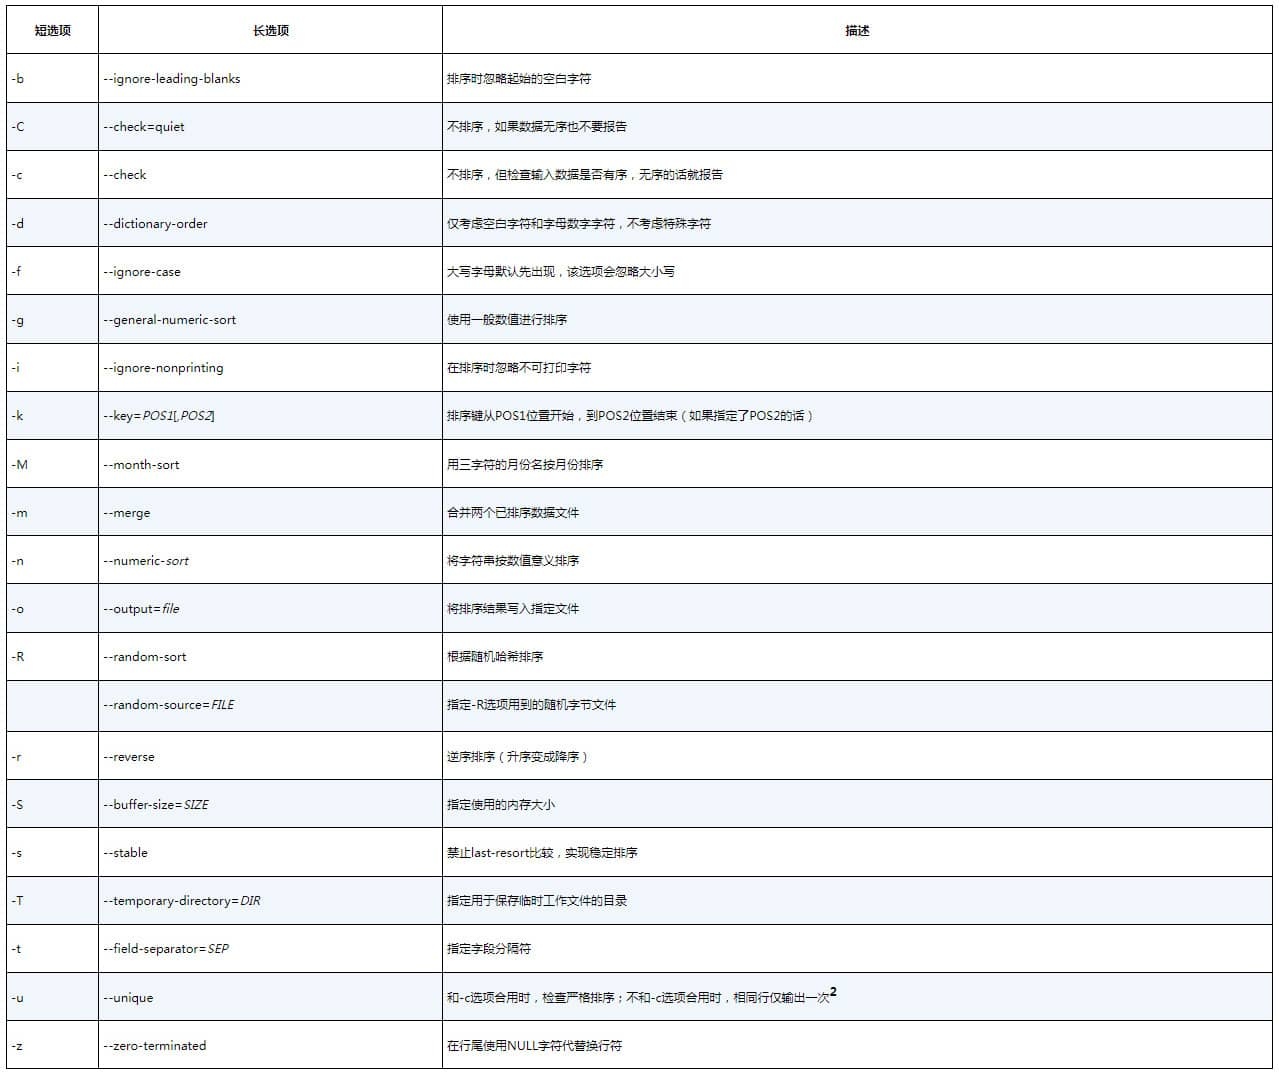 短选项 长选项 描述
-b --ignore-leading-blanks 排序时忽略起始的空白字符
-C --check=quiet 不排序，如果数据无序也不要报告
-c --check 不排序，但检查输入数据是否有序，无序的话就报告
-d --dictionary-order 仅考虑空白字符和字母数字字符，不考虑特殊字符
-f --ignore-case 大写字母默认先出现，该选项会忽略大小写
-g --general-numeric-sort 使用一般数值进行排序
-i --ignore-nonprinting 在排序时忽略不可打印字符
-k --key=POS1[,POS2] 排序键从POS1位置开始，到POS2位置结束（如果指定了POS2的话）
-M --month-sort 用三字符的月份名按月份排序
-m --merge 合并两个已排序数据文件
-n --numeric-sort 将字符串按数值意义排序
-o --output=file 将排序结果写入指定文件
-R --random-sort 根据随机哈希排序
--random-source=FILE 指定-R选项用到的随机字节文件
-r --reverse 逆序排序（升序变成降序）
-S --buffer-size=SIZE 指定使用的内存大小
-s --stable 禁止last-resort比较，实现稳定排序
-T --temporary-directory=DIR 指定用于保存临时工作文件的目录
-t --field-separator=SEP 指定字段分隔符
-u --unique 和-c选项合用时，检查严格排序；不和-c选项合用时，相同行仅输出一次2
-z --zero-terminated 在行尾使用NULL字符代替换行符